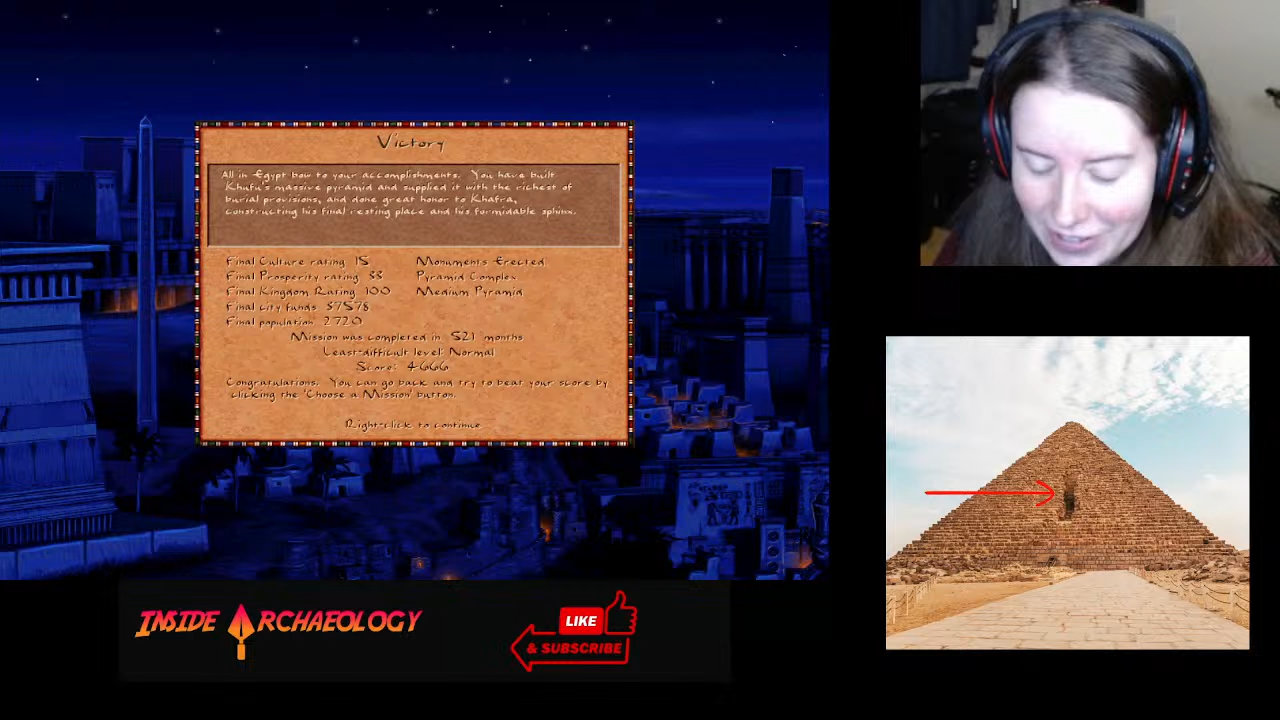 Victory
All in Egypt bow to your accomplishments. You have built
Khufu's massive pyramid and supplied it with the richest of
burial provisions, and done great honor to Khafra,
constructing his final resting place and his formidable sphinx.
Final Culture rating 15
Monuments Erected:
Final Prosperity rating 38
Pyramid Complex
Final Kingdom Rating 100
Medium Pyramid
Final city funds 37578
Final population 2720
Mission was completed in 521 months
Least-difficult level: Normal
Score: 4666
Congratulations. You can go back and try to beat your score by
clicking the 'Choose a Mission' button.
Right-click to continue
INSIDE ARCHAEOLOGY
LIKE
& SUBSCRIBE